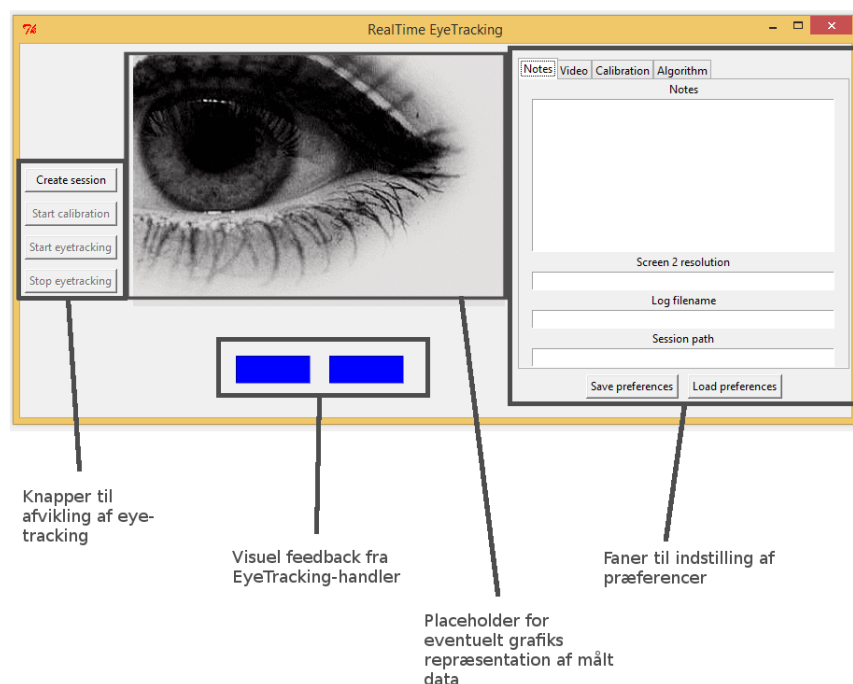 RealTime EyeTracking
Create session
Start calibration
Start eyetracking
Stop eyetracking
Notes Video Calibration Algorithm
Notes
Screen 2 resolution
Log filename
Session path
Save preferences Load preferences
Knapper til
afvikling af eye-
tracking
Visuel feedback fra
EyeTracking-handler
Placeholder for
eventuelt grafiks
repræsentation af målt
data
Faner til indstilling af
præferencer